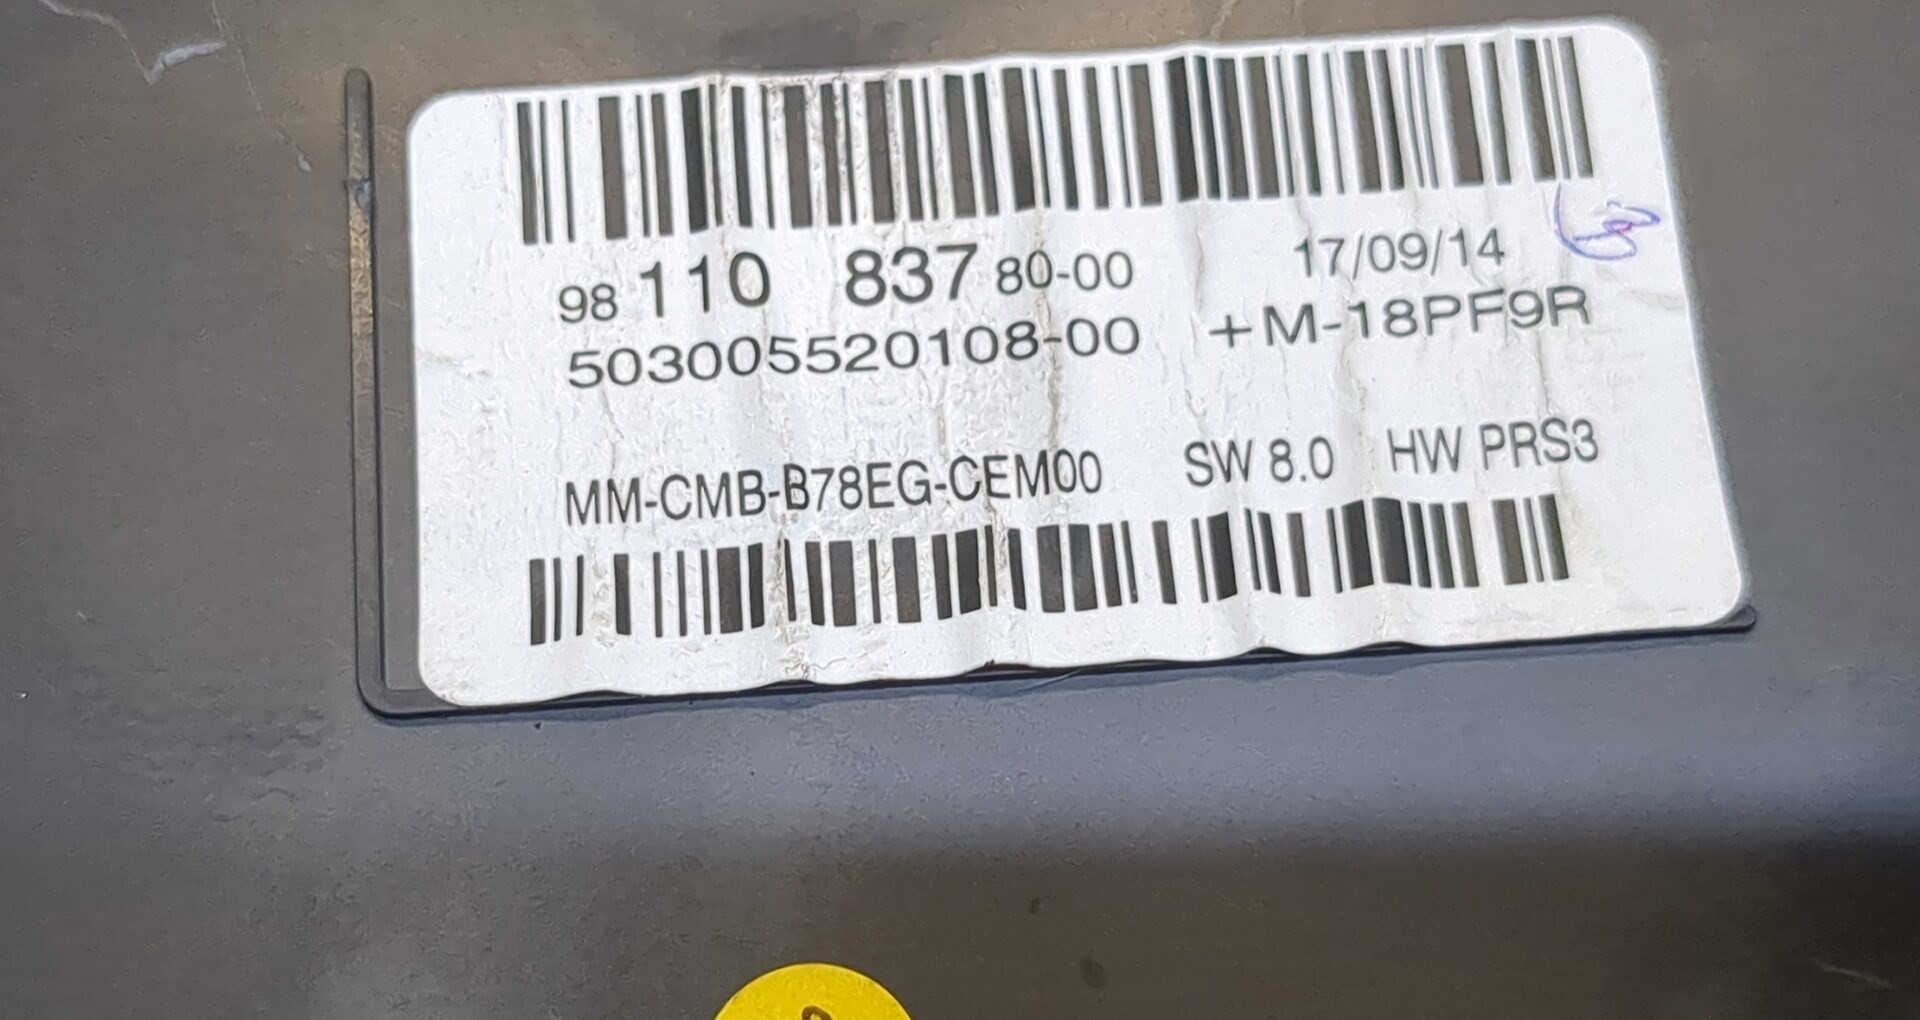 98 110 837 80-00 17/09/14
503005520108-00 +M-18PF9R
MM-CMB-B78EG-CEM00 SW 8.0 HW PRS3